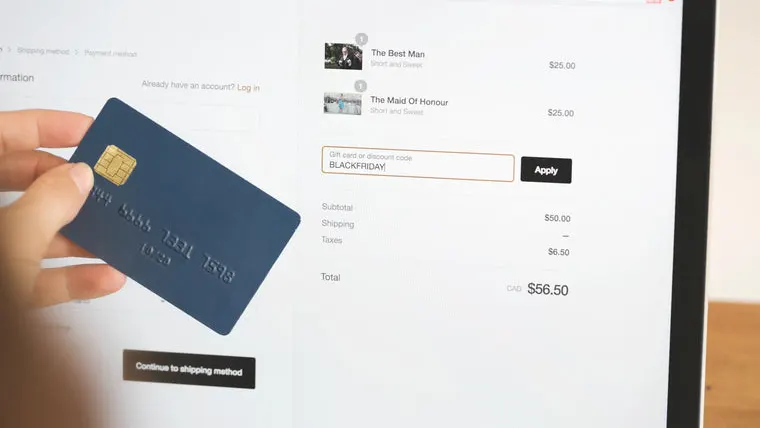 Shipping method > Payment method
rmation
Already have an account? Log in
1
The Best Man
Short and Sweet
$25.00
1
The Maid Of Honour
Short and Sweet
$25.00
Gift card or discount code
BLACKFRIDAY
Apply
Subtotal
$50.00
Shipping
—
Taxes
$6.50
Total
CAD $56.50
Continue to shipping method